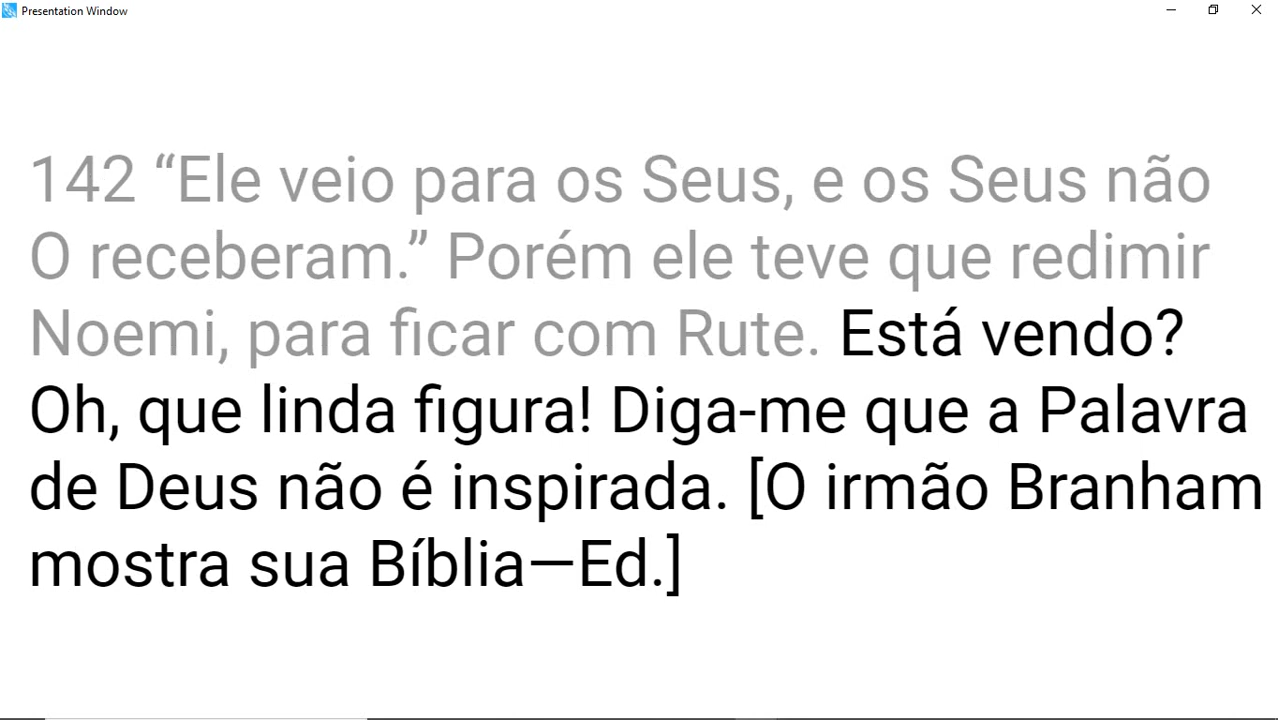 Presentation Window
142 “Ele veio para os Seus, e os Seus não
O receberam.” Porém ele teve que redimir
Noemi, para ficar com Rute. Está vendo?
Oh, que linda figura! Diga-me que a Palavra
de Deus não é inspirada. [O irmão Branham
mostra sua Bíblia—Ed.]